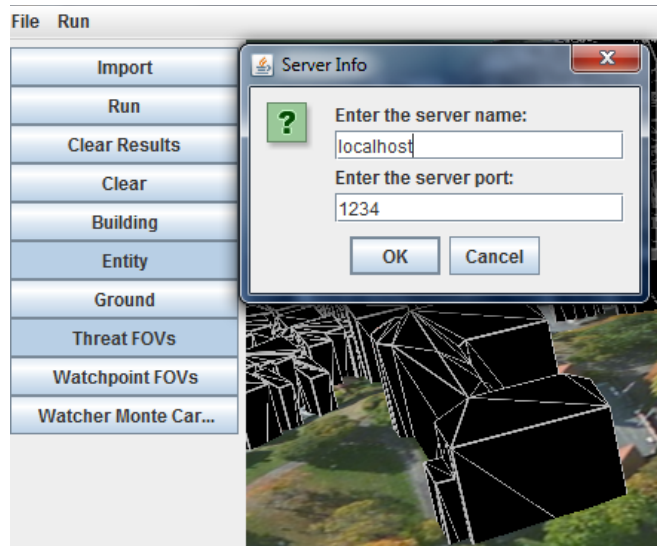 File Run
Import
Run
Clear Results
Clear
Building
Entity
Ground
Threat FOVs
Watchpoint FOVs
Watcher Monte Car...
Server Info
?
Enter the server name:
localhost
Enter the server port:
1234
OK Cancel